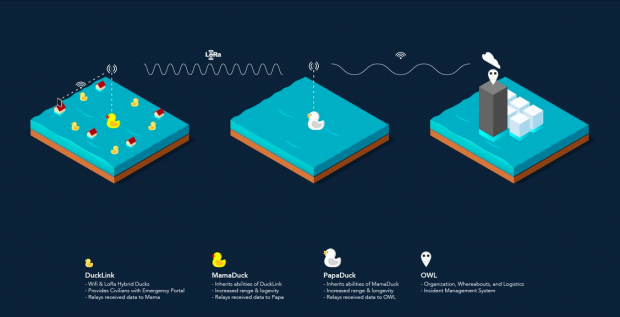 LoRa
DuckLink
- Wifi & LoRa Hybrid Ducks
- Provides Civilians with Emergency Portal
- Relays received data to Mama
MamaDuck
- Inherits abilities of DuckLink
- Increased range & logevity
- Relays received data to Papa
PapaDuck
- Inherits abilities of MamaDuck
- Increased range & longevity
- Relays received data to OWL
OWL
- Organization, Whereabouts, and Logistics
- Incident Management System